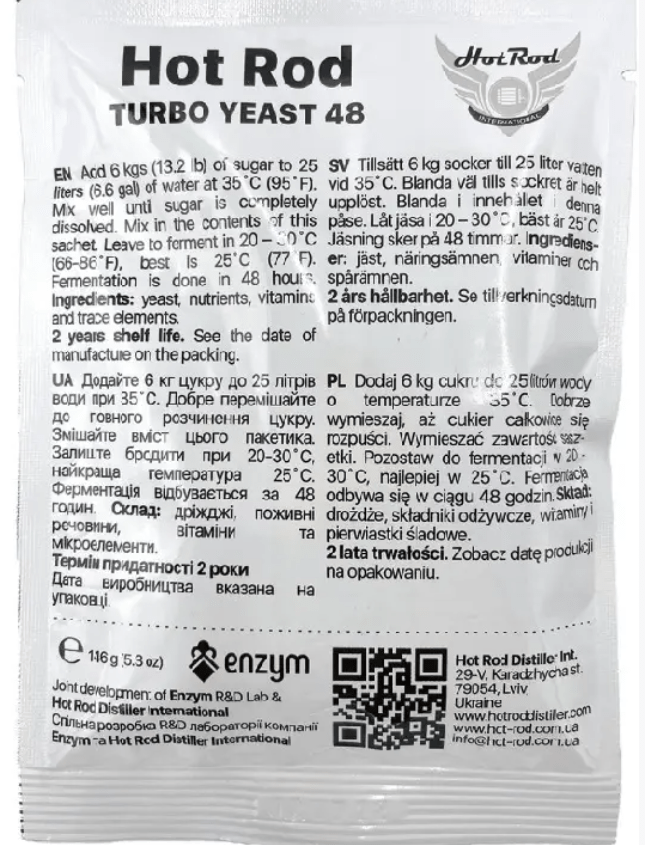 Hot Rod
TURBO YEAST 48
Hot Rod
INTERNATIONAL
EN Add 6 kgs (13.2 lb) of sugar to 25
liters (6.6 gal) of water at 35°C (95°F).
Mix well until sugar is completely
dissolved. Mix in the contents of this
sachet. Leave to ferment in 20 – 30°C
(66-86°F), best is 25°C (77°F).
Fermentation is done in 48 hours.
Ingredients: yeast, nutrients, vitamins
and trace elements.
2 years shelf life. See the date of
manufacture on the packing.
SV Tillsätt 6 kg socker till 25 liter vatten
vid 35°C. Blanda väl tills sockret är helt
upplöst. Blanda i innehålet i denna
påse. Låt jäsa i 20 – 30°C, bäst är 25°C
Jäsning sker på 48 timmar. Ingrediens-
er: jäst, näringsämnen, vitaminer och
spårämnen.
2 års hållbarhet. Se tillverkningsdatum
på förpackningen.
UA Додайте 6 кг цукру до 25 літрів
води при 35°C. Добре перемішайте
до повного розчинення цукру.
Змішайте вміст цього пакетика.
Залиште бродити при 20-30°C,
найкраща температура 25°C.
Ферментація відбувається за 48
годин. Склад: дріжджі, поживні
речовини, вітаміни та
мікроелементи.
Термін придатності 2 роки
Дата виробництва вказана на
упаковці
PL Dodaj 6 kg cukru do 25 litrów wody
o temperaturze 35°C. Dobrze
wymieszaj, aż cukier całkowicie się
rozpuści. Wymieszać zawartość sasz-
etki. Pozostaw do fermentacji w 20 -
30°C, najlepiej w 25°C. Fermentacja
odbywa się w ciągu 48 godzin. Skład:
drożdże, składniki odżywcze, witaminy i
pierwiastki śladowe.
2 lata trwałości. Zobacz datę produkcji
na opakowaniu.
℮ 146 g (5.3 oz)
enzym
Joint development of Enzym R&D Lab &
Hot Rod Distiller International
Спільна розробка R&D лабораторії компанії
Enzym та Hot Rod Distiller International
Hot Rod Distiller Int.
29-V, Karadzhycha st.
79054, Lviv,
Ukraine
www.hotroddistiller.com
www.hot-rod.com.ua
info@hot-rod.com.ua